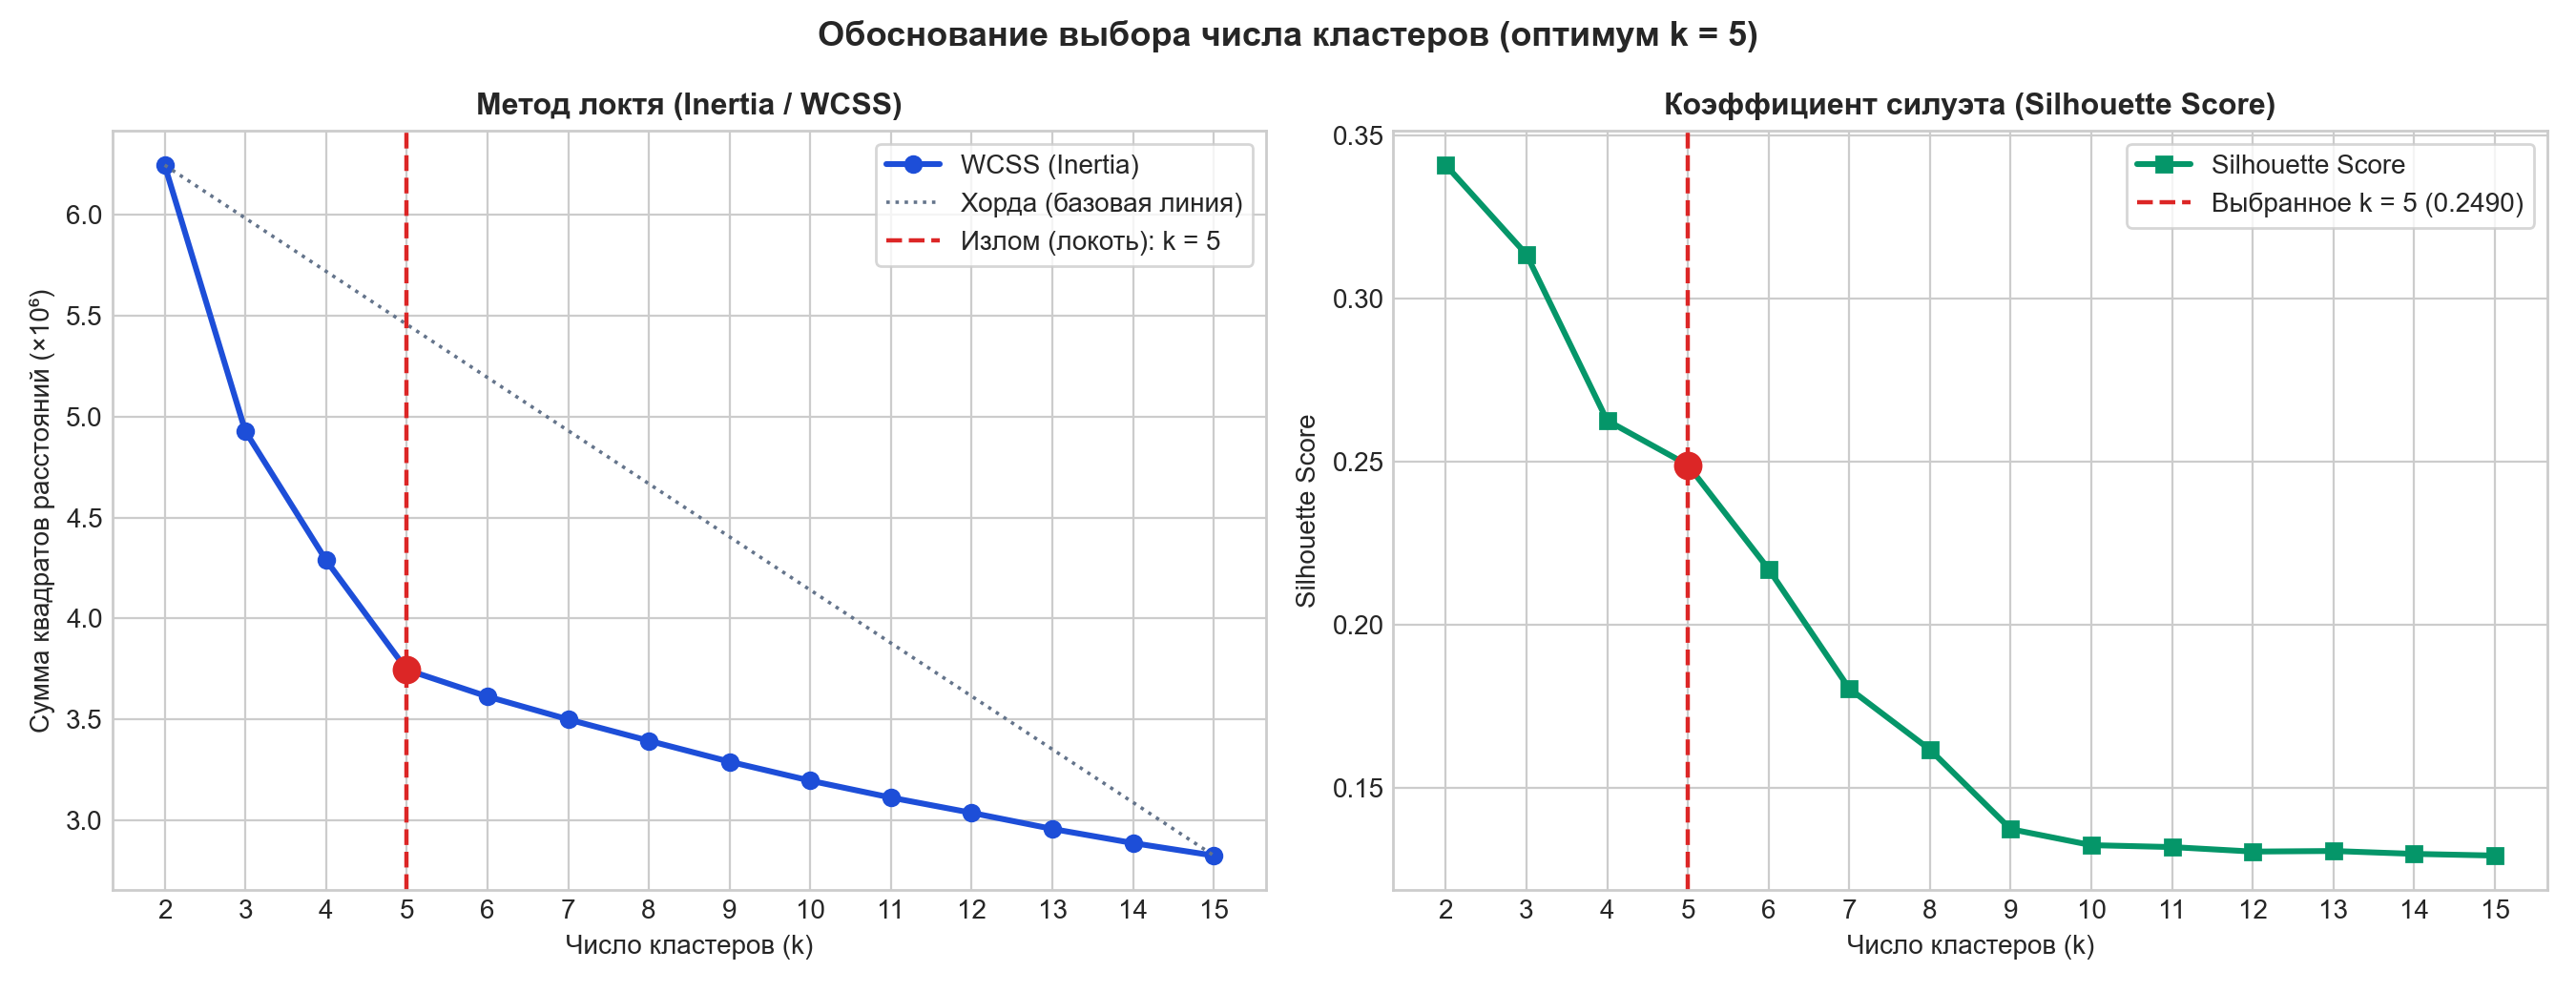 Обоснование выбора числа кластеров (оптимум k = 5)
Метод локтя (Inertia / WCSS)
WCSS (Inertia)
Хорда (базовая линия)
Излом (локоть): k = 5
Сумма квадратов расстояний (×10⁶)
6.0
5.5
5.0
4.5
4.0
3.5
3.0
2 3 4 5 6 7 8 9 10 11 12 13 14 15
Число кластеров (k)
Коэффициент силуэта (Silhouette Score)
Silhouette Score
Выбранное k = 5 (0.2490)
Silhouette Score
0.35
0.30
0.25
0.20
0.15
2 3 4 5 6 7 8 9 10 11 12 13 14 15
Число кластеров (k)